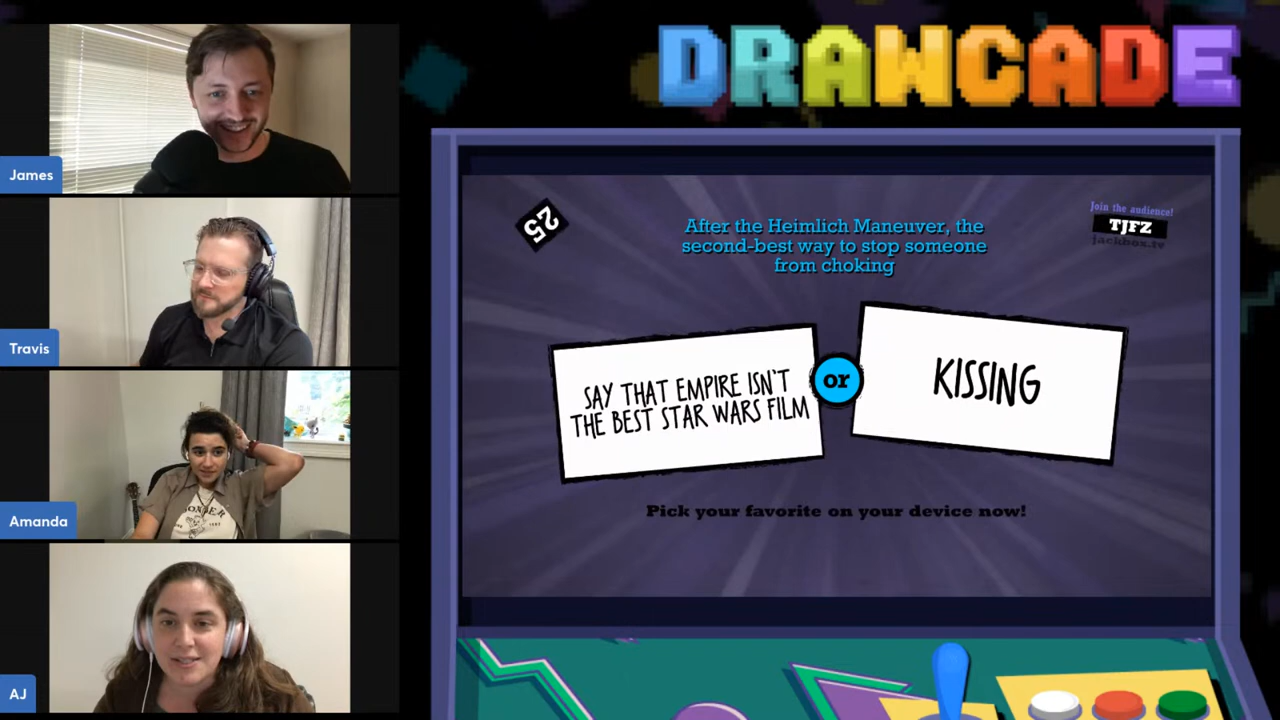 James
Travis
Amanda
AJ
DRAWCADE
25
After the Heimlich Maneuver, the
second-best way to stop someone
from choking
Join the audience!
TJFZ
jackbox.tv
SAY THAT EMPIRE ISN'T
THE BEST STAR WARS FILM
or
KISSING
Pick your favorite on your device now!